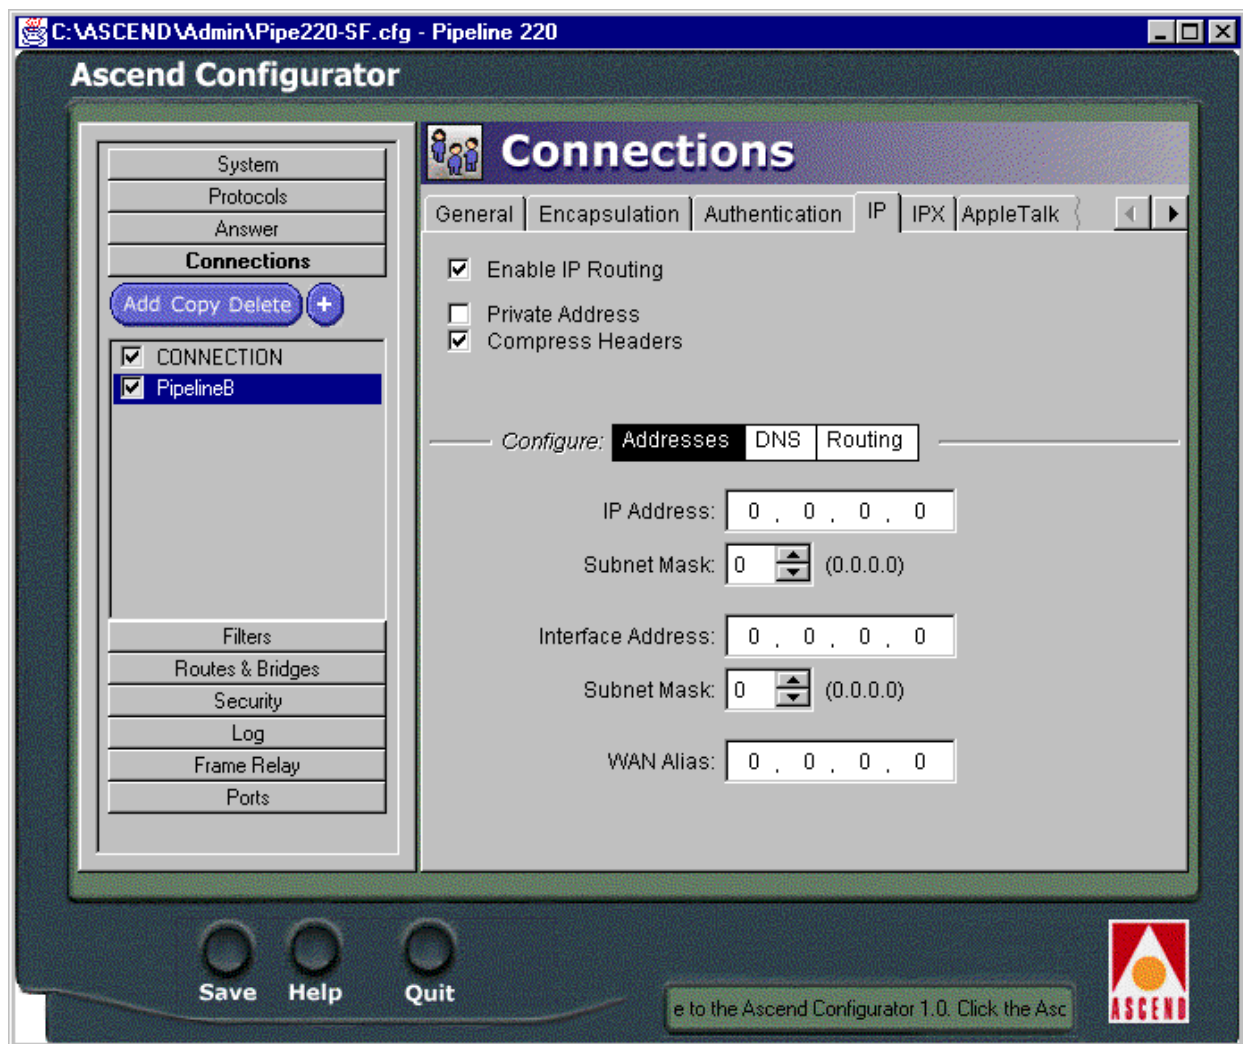 C:\ASCEND\Admin\Pipe220-SF.cfg - Pipeline 220
Ascend Configurator
System
Protocols
Answer
Connections
Add Copy Delete +
CONNECTION
PipelineB
Filters
Routes & Bridges
Security
Log
Frame Relay
Ports
Connections
General Encapsulation Authentication IP IPX AppleTalk
Enable IP Routing
Private Address
Compress Headers
Configure: Addresses DNS Routing
IP Address: 0 . 0 . 0 . 0
Subnet Mask: 0 (0.0.0.0)
Interface Address: 0 . 0 . 0 . 0
Subnet Mask: 0 (0.0.0.0)
WAN Alias: 0 . 0 . 0 . 0
Save Help Quit
e to the Ascend Configurator 1.0. Click the Asc
ASCEND